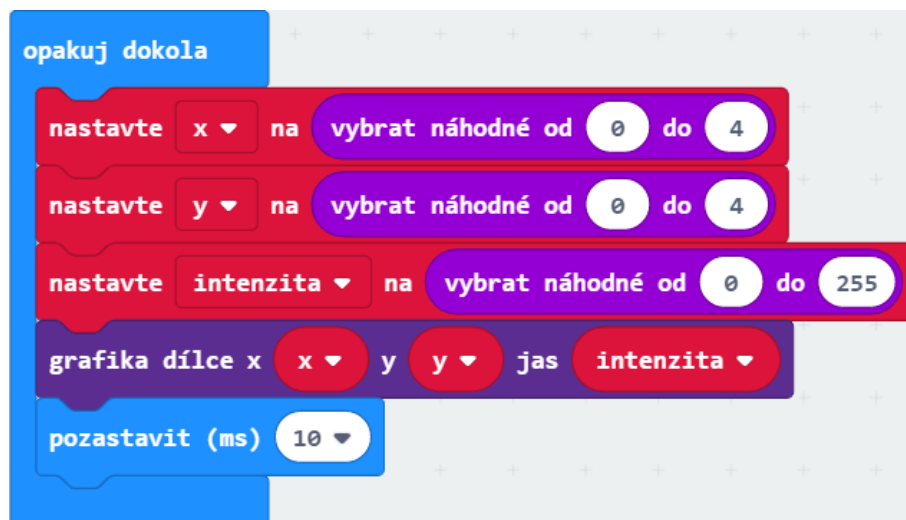 opakuj dokola
nastavte x na vybrat náhodné od 0 do 4
nastavte y na vybrat náhodné od 0 do 4
nastavte intenzita na vybrat náhodné od 0 do 255
grafika dílce x x y y jas intenzita
pozastavit (ms) 10